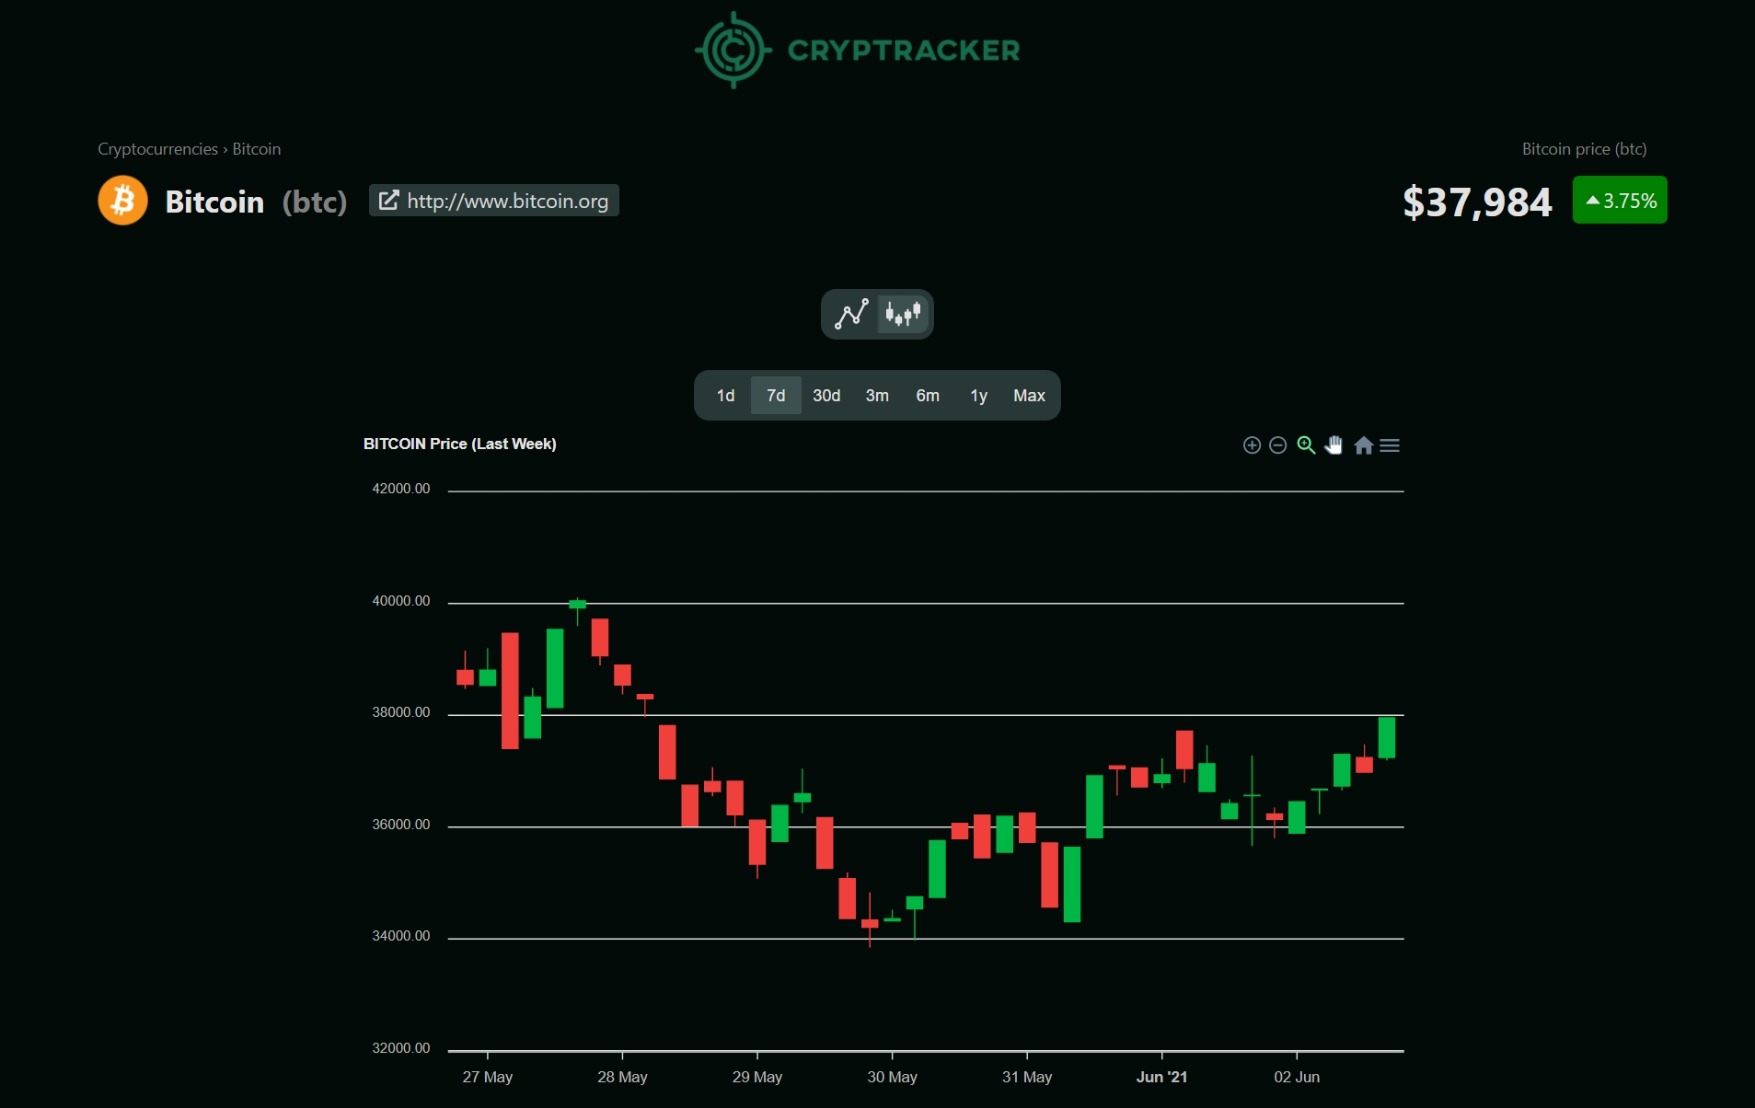 CRYPTRACKER
Cryptocurrencies › Bitcoin
Bitcoin price (btc)
Bitcoin (btc) http://www.bitcoin.org
$37,984 3.75%
1d 7d 30d 3m 6m 1y Max
BITCOIN Price (Last Week)
42000.00
40000.00
38000.00
36000.00
34000.00
32000.00
27 May 28 May 29 May 30 May 31 May Jun '21 02 Jun